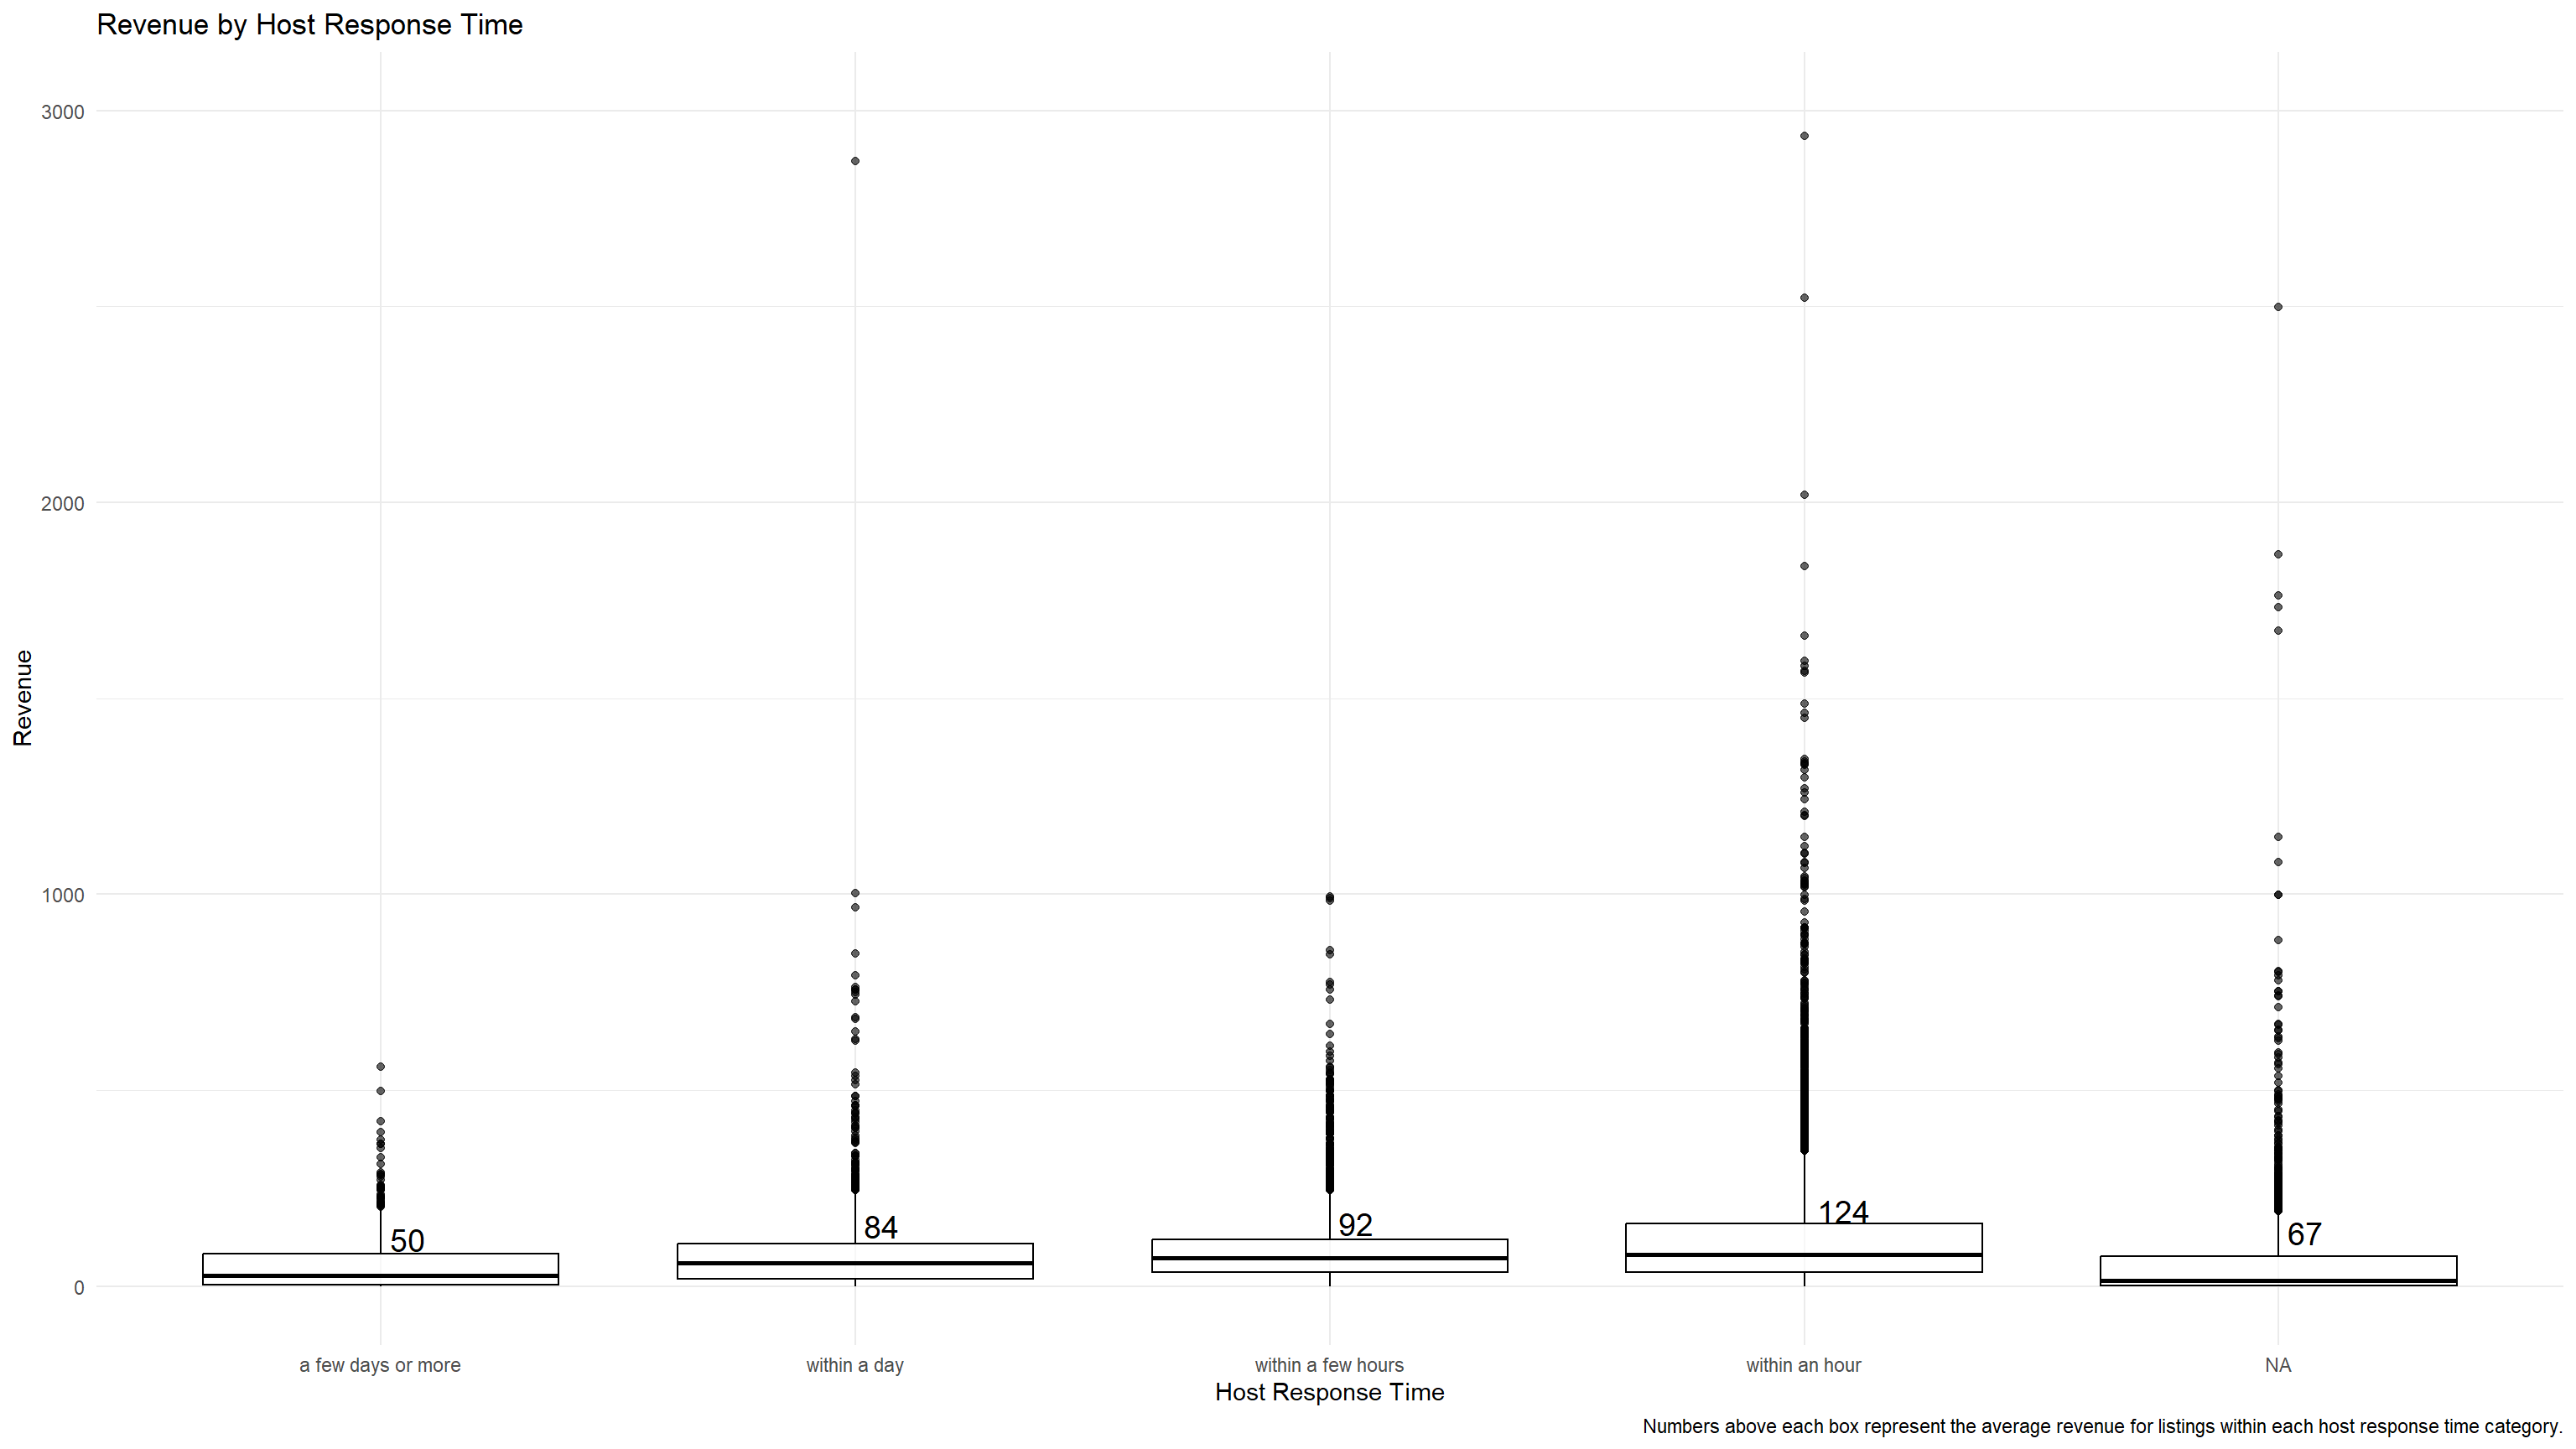 Revenue by Host Response Time
3000
2000
1000
0
Revenue
50
84
92
124
67
a few days or more
within a day
within a few hours
within an hour
NA
Host Response Time
Numbers above each box represent the average revenue for listings within each host response time category.